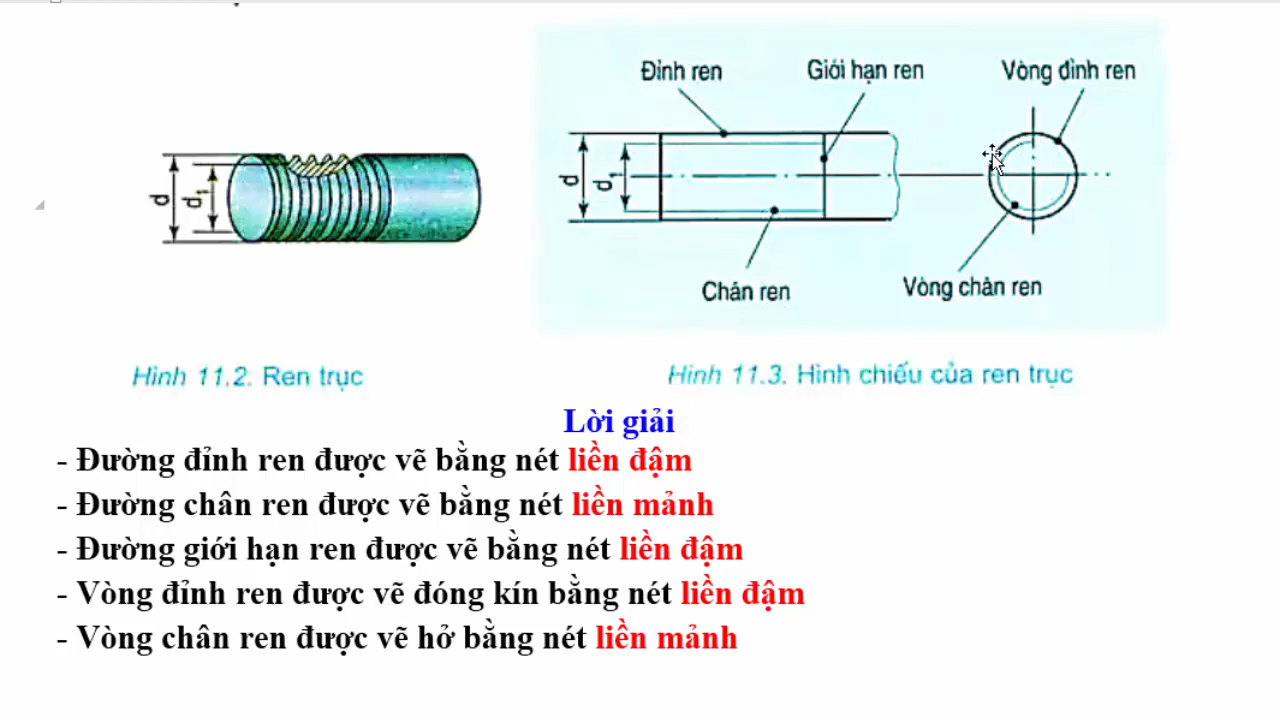 Đỉnh ren
Giới hạn ren
Vòng đỉnh ren
d
d₁
d
d₁
Chân ren
Vòng chân ren
Hình 11.2. Ren trục
Hình 11.3. Hình chiếu của ren trục
Lời giải
- Đường đỉnh ren được vẽ bằng nét liền đậm
- Đường chân ren được vẽ bằng nét liền mảnh
- Đường giới hạn ren được vẽ bằng nét liền đậm
- Vòng đỉnh ren được vẽ đóng kín bằng nét liền đậm
- Vòng chân ren được vẽ hở bằng nét liền mảnh